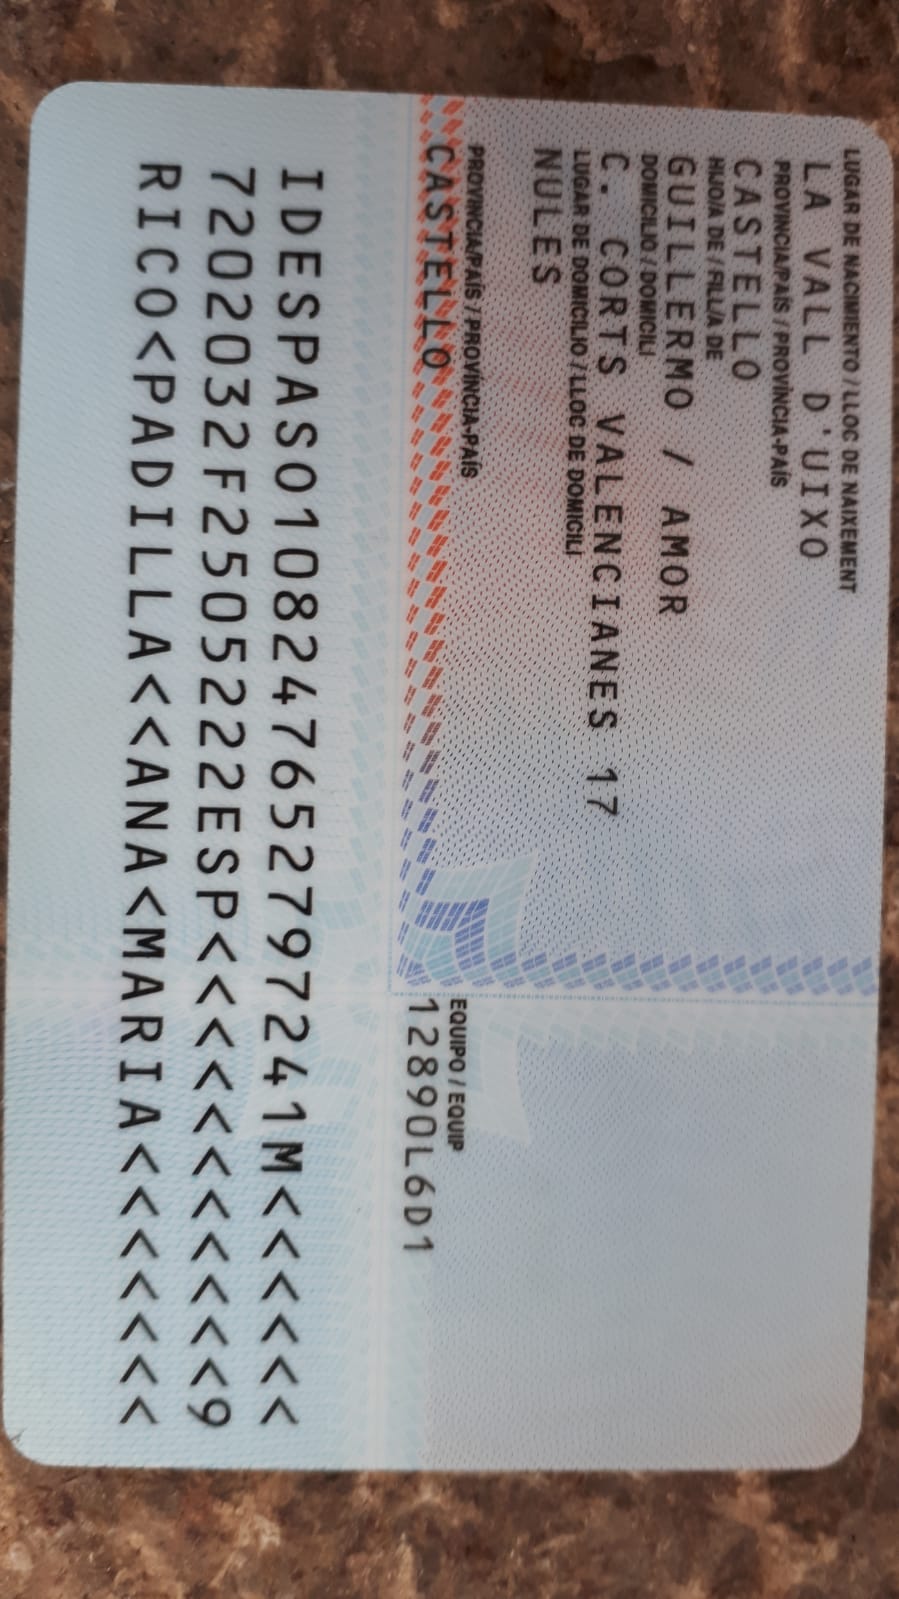 LUGAR DE NACIMIENTO / LLOC DE NAIXEMENT
LA VALL D'UIXO
PROVINCIA/PAÍS / PROVÍNCIA-PAÍS
CASTELLO
HIJO/A DE / FILL/A DE
GUILLERMO / AMOR
DOMICILIO / DOMICILI
C. CORTS VALENCIANES 17
LUGAR DE DOMICILIO / LLOC DE DOMICILI
NULES
PROVINCIA/PAÍS / PROVÍNCIA-PAÍS
CASTELLO
EQUIPO / EQUIP
12890L6D1
IDESPAS0108247652797241M<<<<<<
7202032F2505222ESP<<<<<<<<<<<9
RICO<PADILLA<<ANA<MARIA<<<<<<<